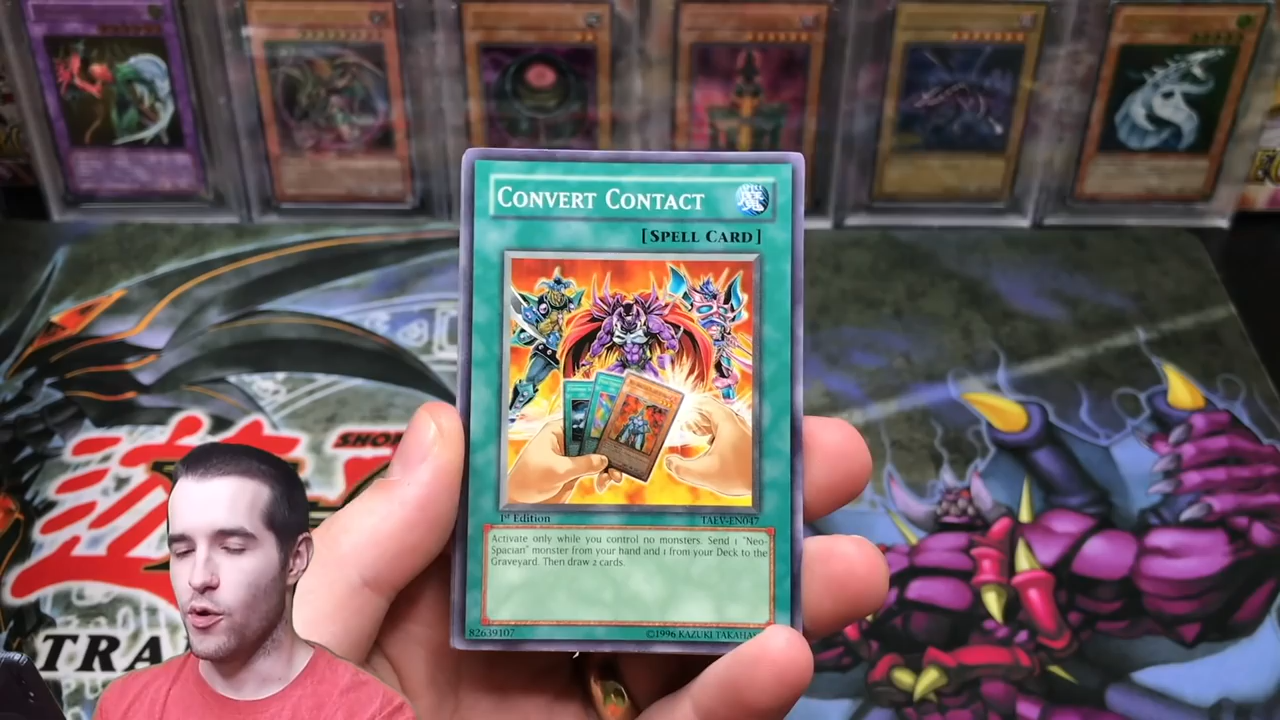 CONVERT CONTACT
[SPELL CARD]
1st Edition
TAEV-EN047
Activate only while you control no monsters. Send 1 "Neo-
Spacian" monster from your hand and 1 from your Deck to the
Graveyard. Then draw 2 cards.
82639107
©1996 KAZUKI TAKAHAS
SHO
TRA